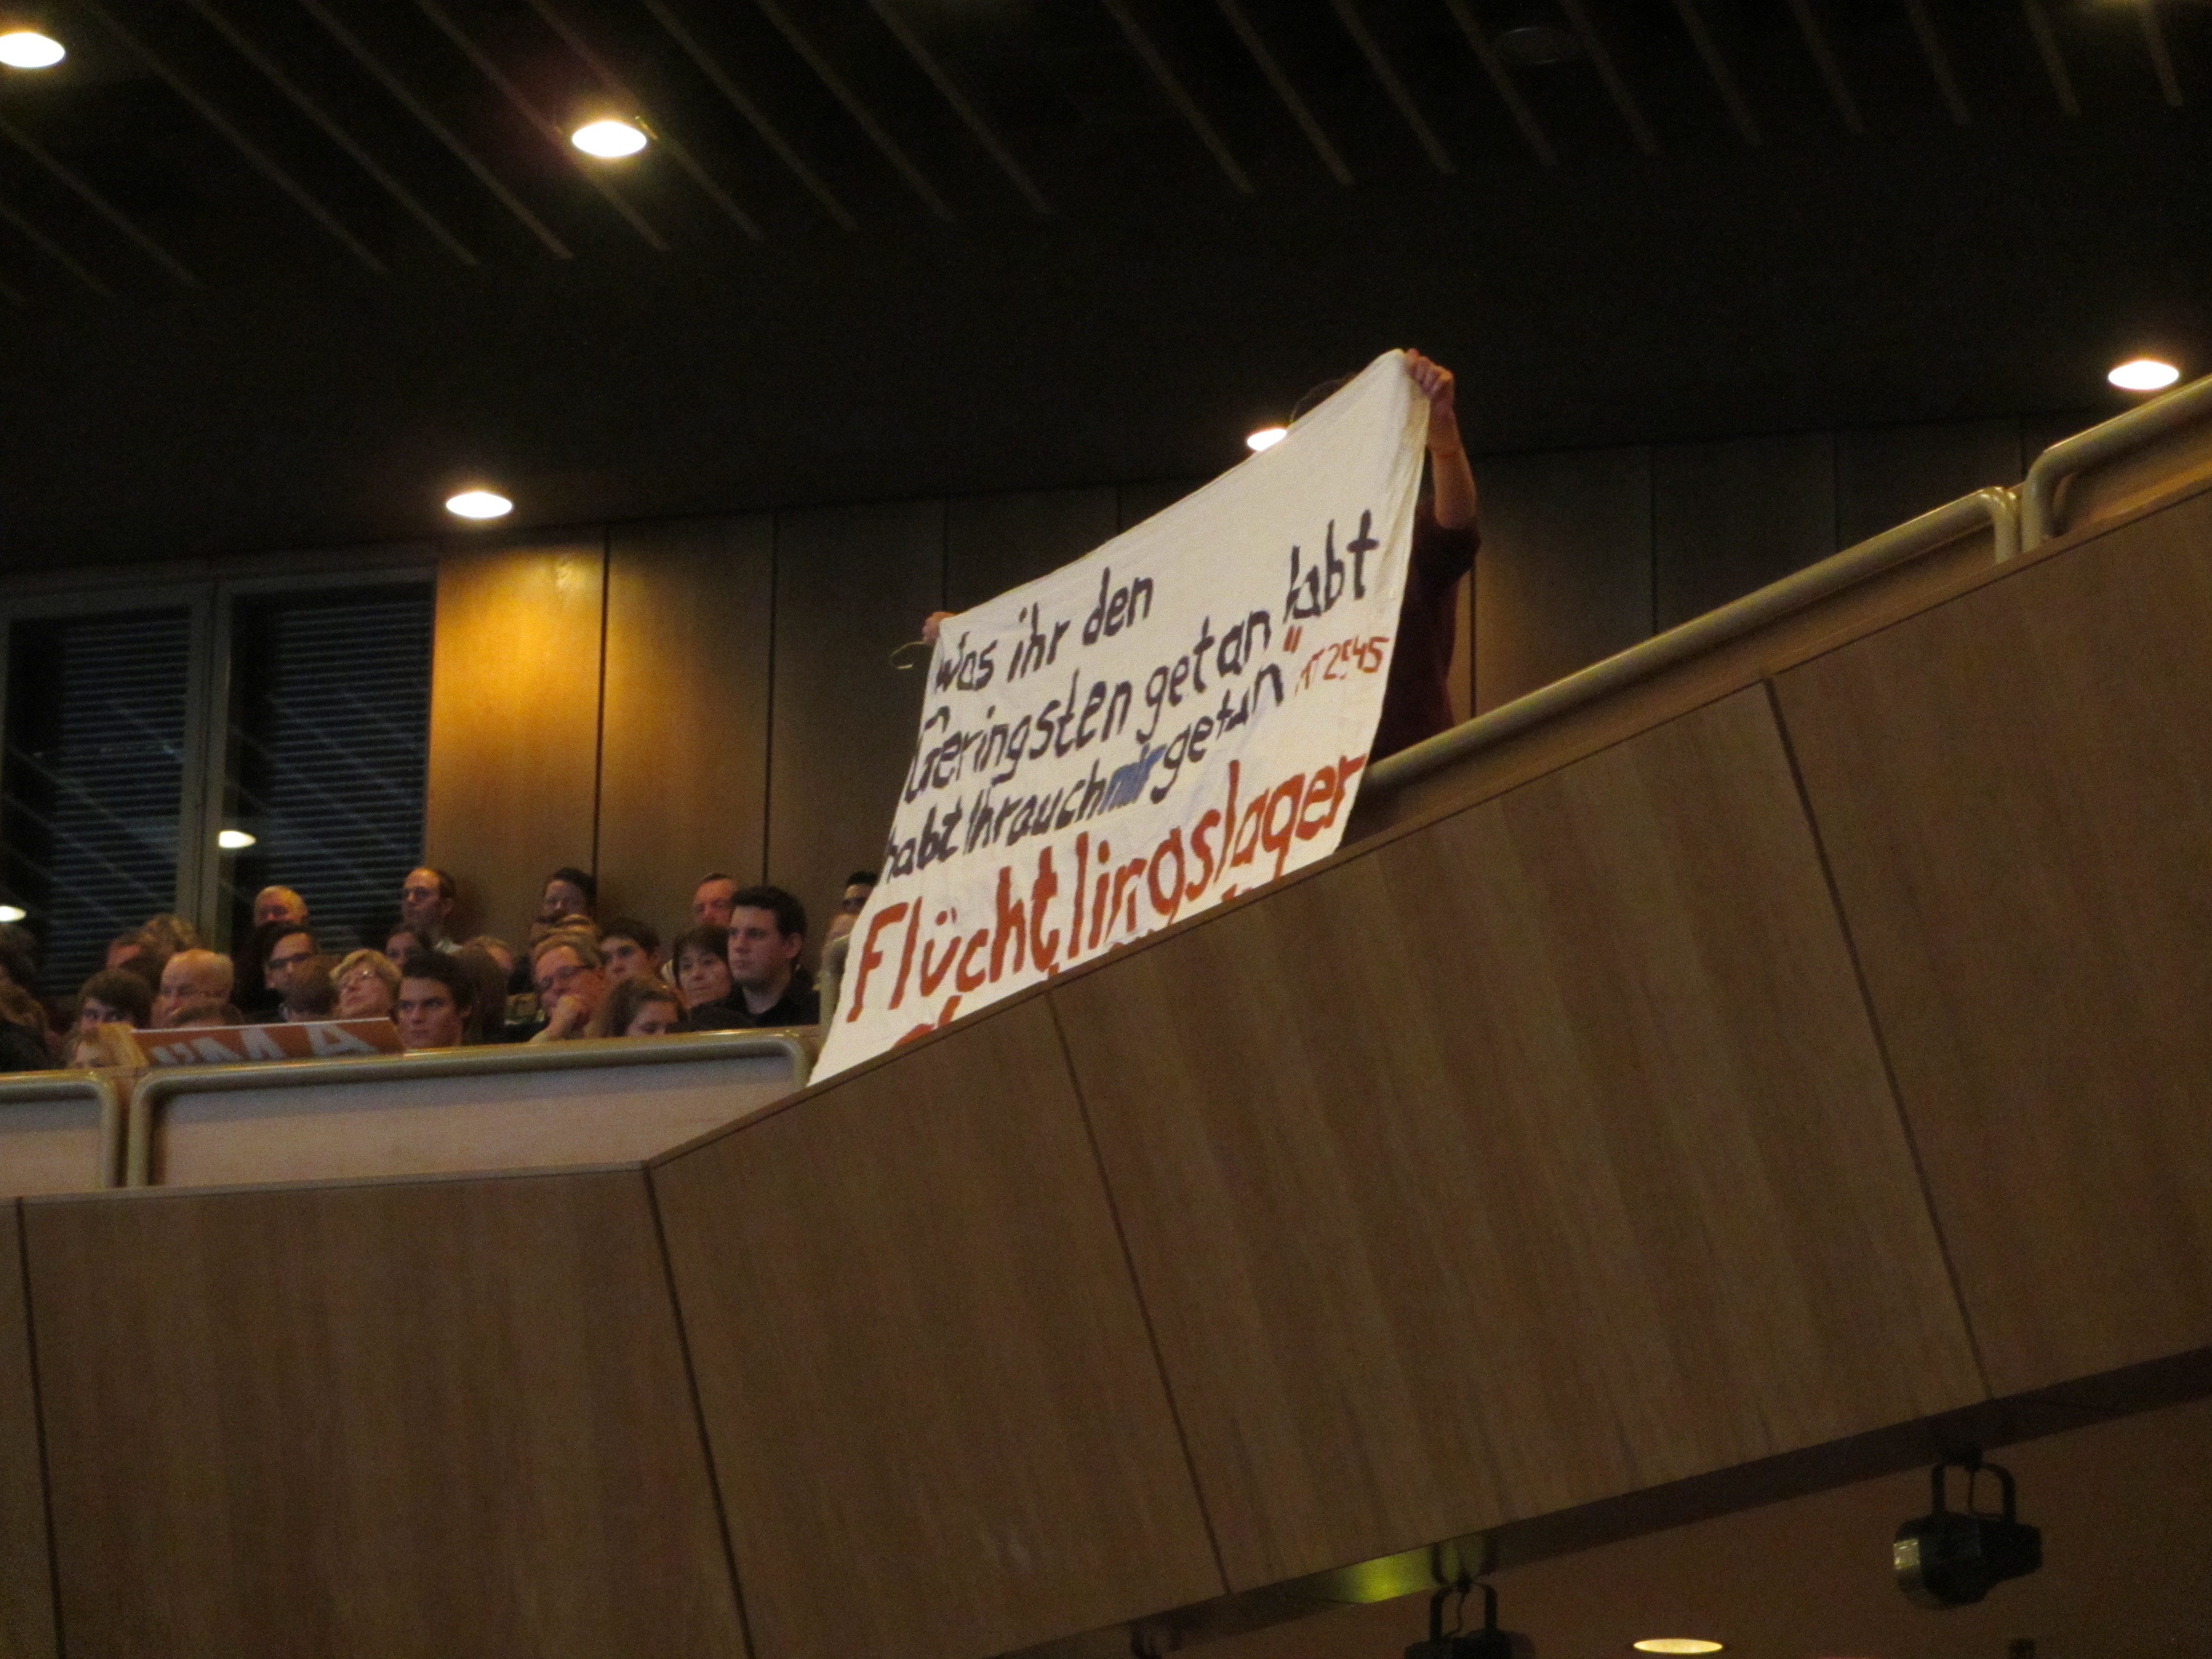 Was ihr den
Geringsten getan habt
habt Ihr auch mir getan" MT 25 45
Flüchtlingslager